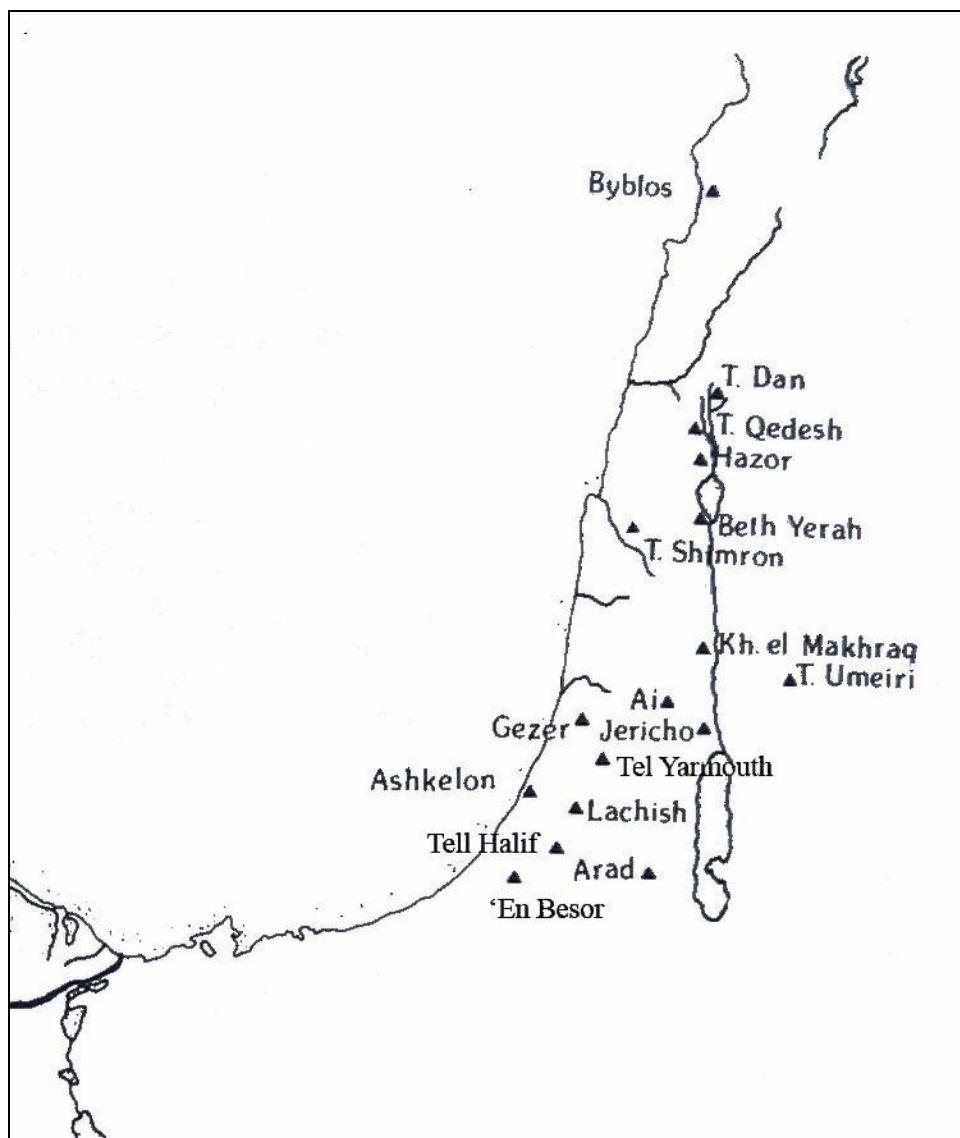 Byblos
T. Dan
T. Qedesh
Hazor
Beth Yerah
T. Shimron
Kh. el Makhraq
T. Umeiri
Ai
Gezer
Jericho
Tel Yarmouth
Ashkelon
Lachish
Tell Halif
Arad
‘En Besor